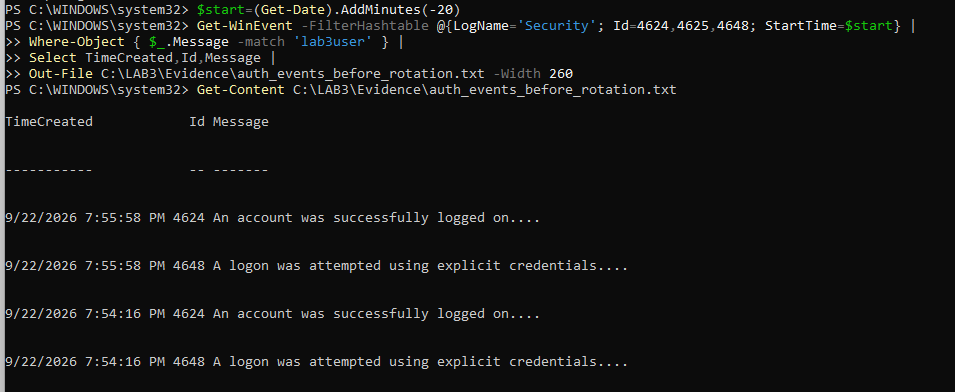 PS C:\WINDOWS\system32> $start=(Get-Date).AddMinutes(-20)
PS C:\WINDOWS\system32> Get-WinEvent -FilterHashtable @{LogName='Security'; Id=4624,4625,4648; StartTime=$start} |
>> Where-Object { $_.Message -match 'lab3user' } |
>> Select TimeCreated,Id,Message |
>> Out-File C:\LAB3\Evidence\auth_events_before_rotation.txt -Width 260
PS C:\WINDOWS\system32> Get-Content C:\LAB3\Evidence\auth_events_before_rotation.txt
TimeCreated Id Message
----------- -- -------
9/22/2026 7:55:58 PM 4624 An account was successfully logged on....
9/22/2026 7:55:58 PM 4648 A logon was attempted using explicit credentials....
9/22/2026 7:54:16 PM 4624 An account was successfully logged on....
9/22/2026 7:54:16 PM 4648 A logon was attempted using explicit credentials....